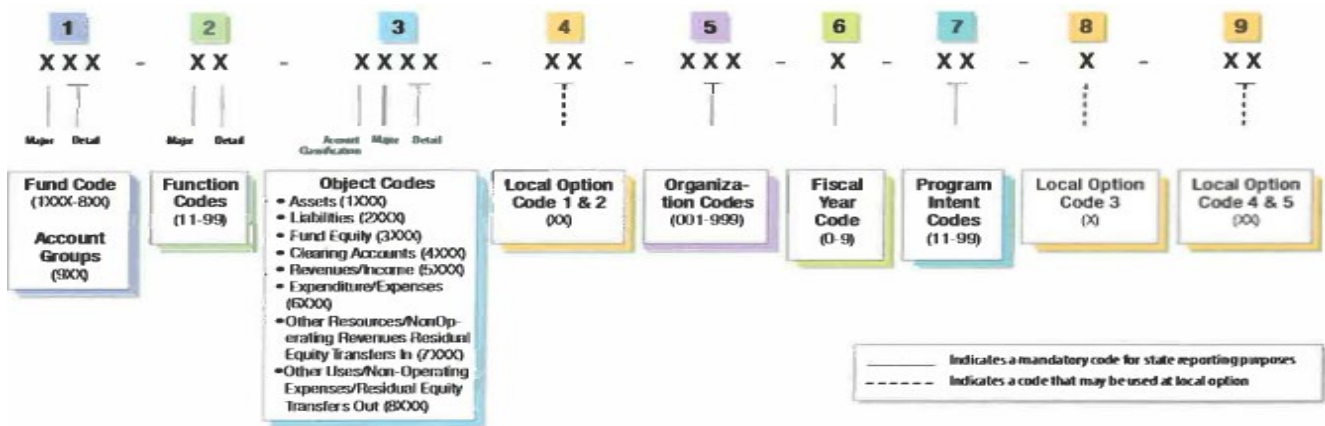 1 2 3 4 5 6 7 8 9
XXX - XX - XXXX - XX - XXX - X - XX - X - XX
Major Detail Major Detail Account Classification Major Detail
Fund Code
(1XXX-8XX)
Account
Groups
(9XX)
Function
Codes
(11-99)
Object Codes
• Assets (1XXX)
• Liabilities (2XXX)
• Fund Equity (3XXX)
• Clearing Accounts (4XXX)
• Revenues/Income (5XXX)
• Expenditure/Expenses
(6XXX)
•Other Resources/NonOp-
erating Revenues Residual
Equity Transfers In (7XXX)
•Other Uses/Non-Operating
Expenses/Residual Equity
Transfers Out (8XXX)
Local Option
Code 1 & 2
(XX)
Organiza-
tion Codes
(001-999)
Fiscal
Year
Code
(0-9)
Program
Intent
Codes
(11-99)
Local Option
Code 3
(X)
Local Option
Code 4 & 5
(XX)
Indicates a mandatory code for state reporting purposes
Indicates a code that may be used at local option